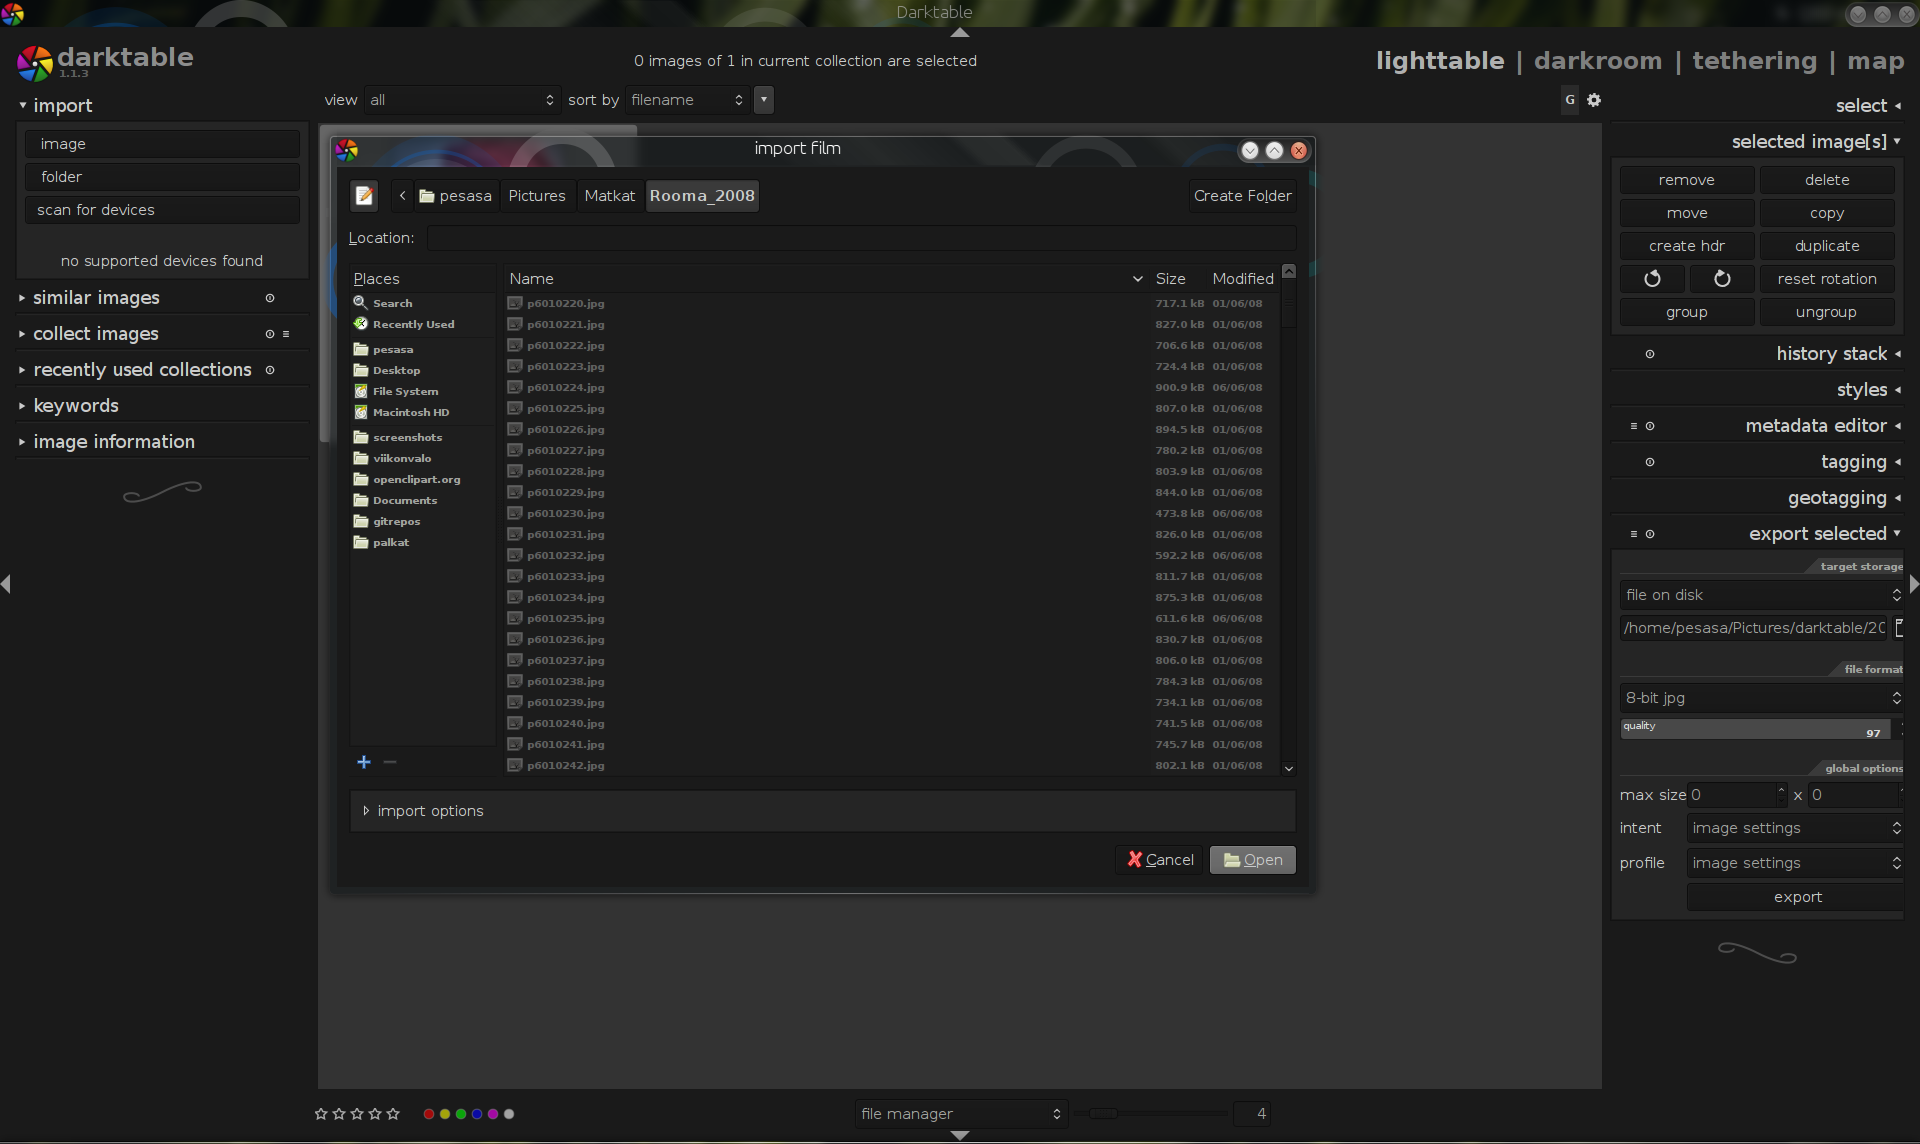 Darktable
darktable
1.1.3
0 images of 1 in current collection are selected
lighttable | darkroom | tethering | map
view all sort by filename
G
import
image
folder
scan for devices
no supported devices found
similar images
collect images
recently used collections
keywords
image information
import film
pesasa Pictures Matkat Rooma_2008 Create Folder
Location:
Places
Search
Recently Used
pesasa
Desktop
File System
Macintosh HD
screenshots
viikonvalo
openclipart.org
Documents
gitrepos
palkat
Name Size Modified
p6010220.jpg 717.1 kB 01/06/08
p6010221.jpg 827.0 kB 01/06/08
p6010222.jpg 706.6 kB 01/06/08
p6010223.jpg 724.4 kB 01/06/08
p6010224.jpg 900.9 kB 06/06/08
p6010225.jpg 807.0 kB 01/06/08
p6010226.jpg 894.5 kB 01/06/08
p6010227.jpg 780.2 kB 01/06/08
p6010228.jpg 803.9 kB 01/06/08
p6010229.jpg 844.0 kB 01/06/08
p6010230.jpg 473.8 kB 06/06/08
p6010231.jpg 826.0 kB 01/06/08
p6010232.jpg 592.2 kB 06/06/08
p6010233.jpg 811.7 kB 01/06/08
p6010234.jpg 875.3 kB 01/06/08
p6010235.jpg 611.6 kB 06/06/08
p6010236.jpg 830.7 kB 01/06/08
p6010237.jpg 806.0 kB 01/06/08
p6010238.jpg 784.3 kB 01/06/08
p6010239.jpg 734.1 kB 01/06/08
p6010240.jpg 741.5 kB 01/06/08
p6010241.jpg 745.7 kB 01/06/08
p6010242.jpg 802.1 kB 01/06/08
import options
Cancel Open
select
selected image[s]
remove delete
move copy
create hdr duplicate
reset rotation
group ungroup
history stack
styles
metadata editor
tagging
geotagging
export selected
target storage
file on disk
/home/pesasa/Pictures/darktable/20
file format
8-bit jpg
quality 97
global options
max size 0 x 0
intent image settings
profile image settings
export
file manager 4